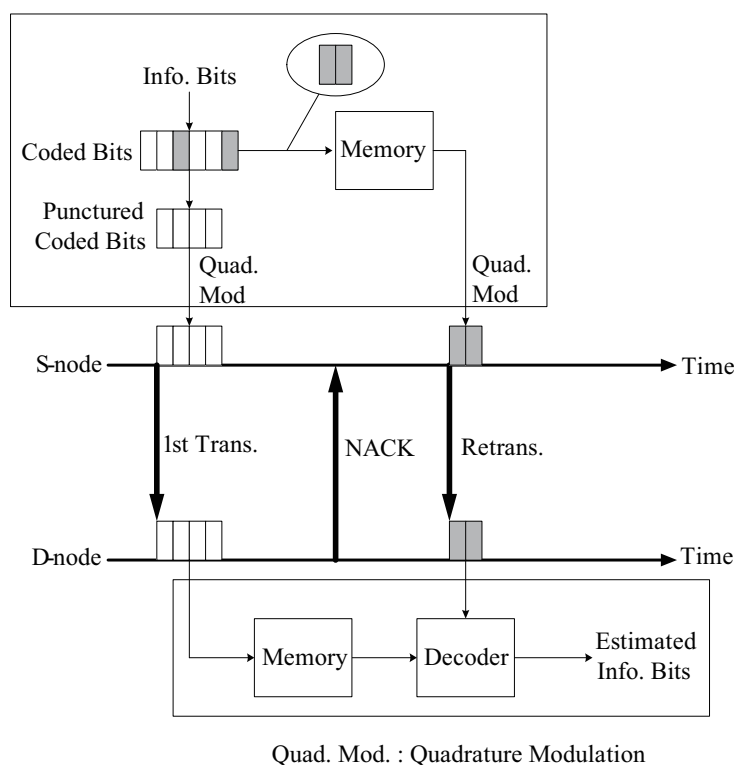 Info. Bits
Coded Bits
Memory
Punctured
Coded Bits
Quad.
Mod
Quad.
Mod
S-node
Time
1st Trans.
NACK
Retrans.
D-node
Time
Memory
Decoder
Estimated
Info. Bits
Quad. Mod. : Quadrature Modulation